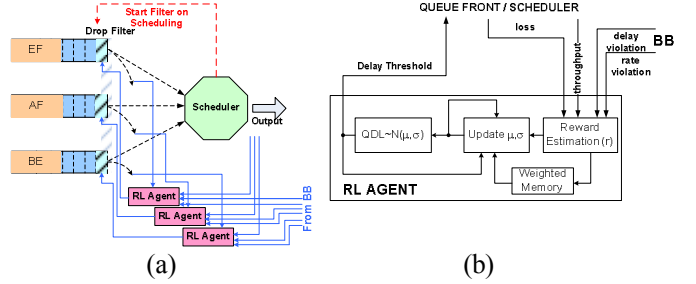 Start Filter on
Scheduling
Drop Filter
EF
AF
BE
Scheduler
Output
RL Agent
RL Agent
RL Agent
From BB
(a)
QUEUE FRONT / SCHEDULER
loss
throughput
delay
violation
BB
rate
violation
Delay Threshold
QDL~N(μ,σ)
Update μ,σ
Reward
Estimation (r)
Weighted
Memory
RL AGENT
(b)